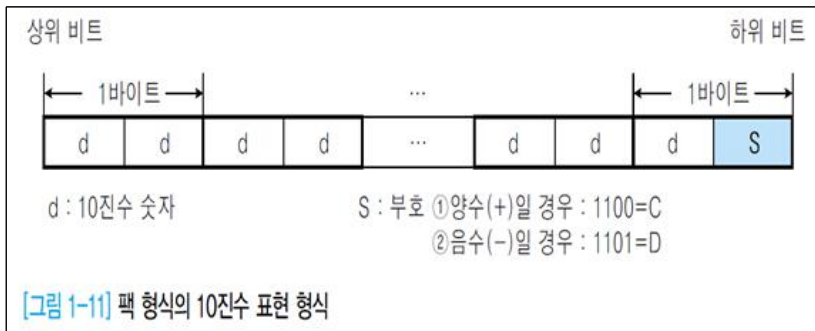 상위 비트 하위 비트
1바이트 … 1바이트
d d d d … d d d S
d : 10진수 숫자 S : 부호 ①양수(+)일 경우 : 1100=C
②음수(-)일 경우 : 1101=D
[그림 1-11] 팩 형식의 10진수 표현 형식